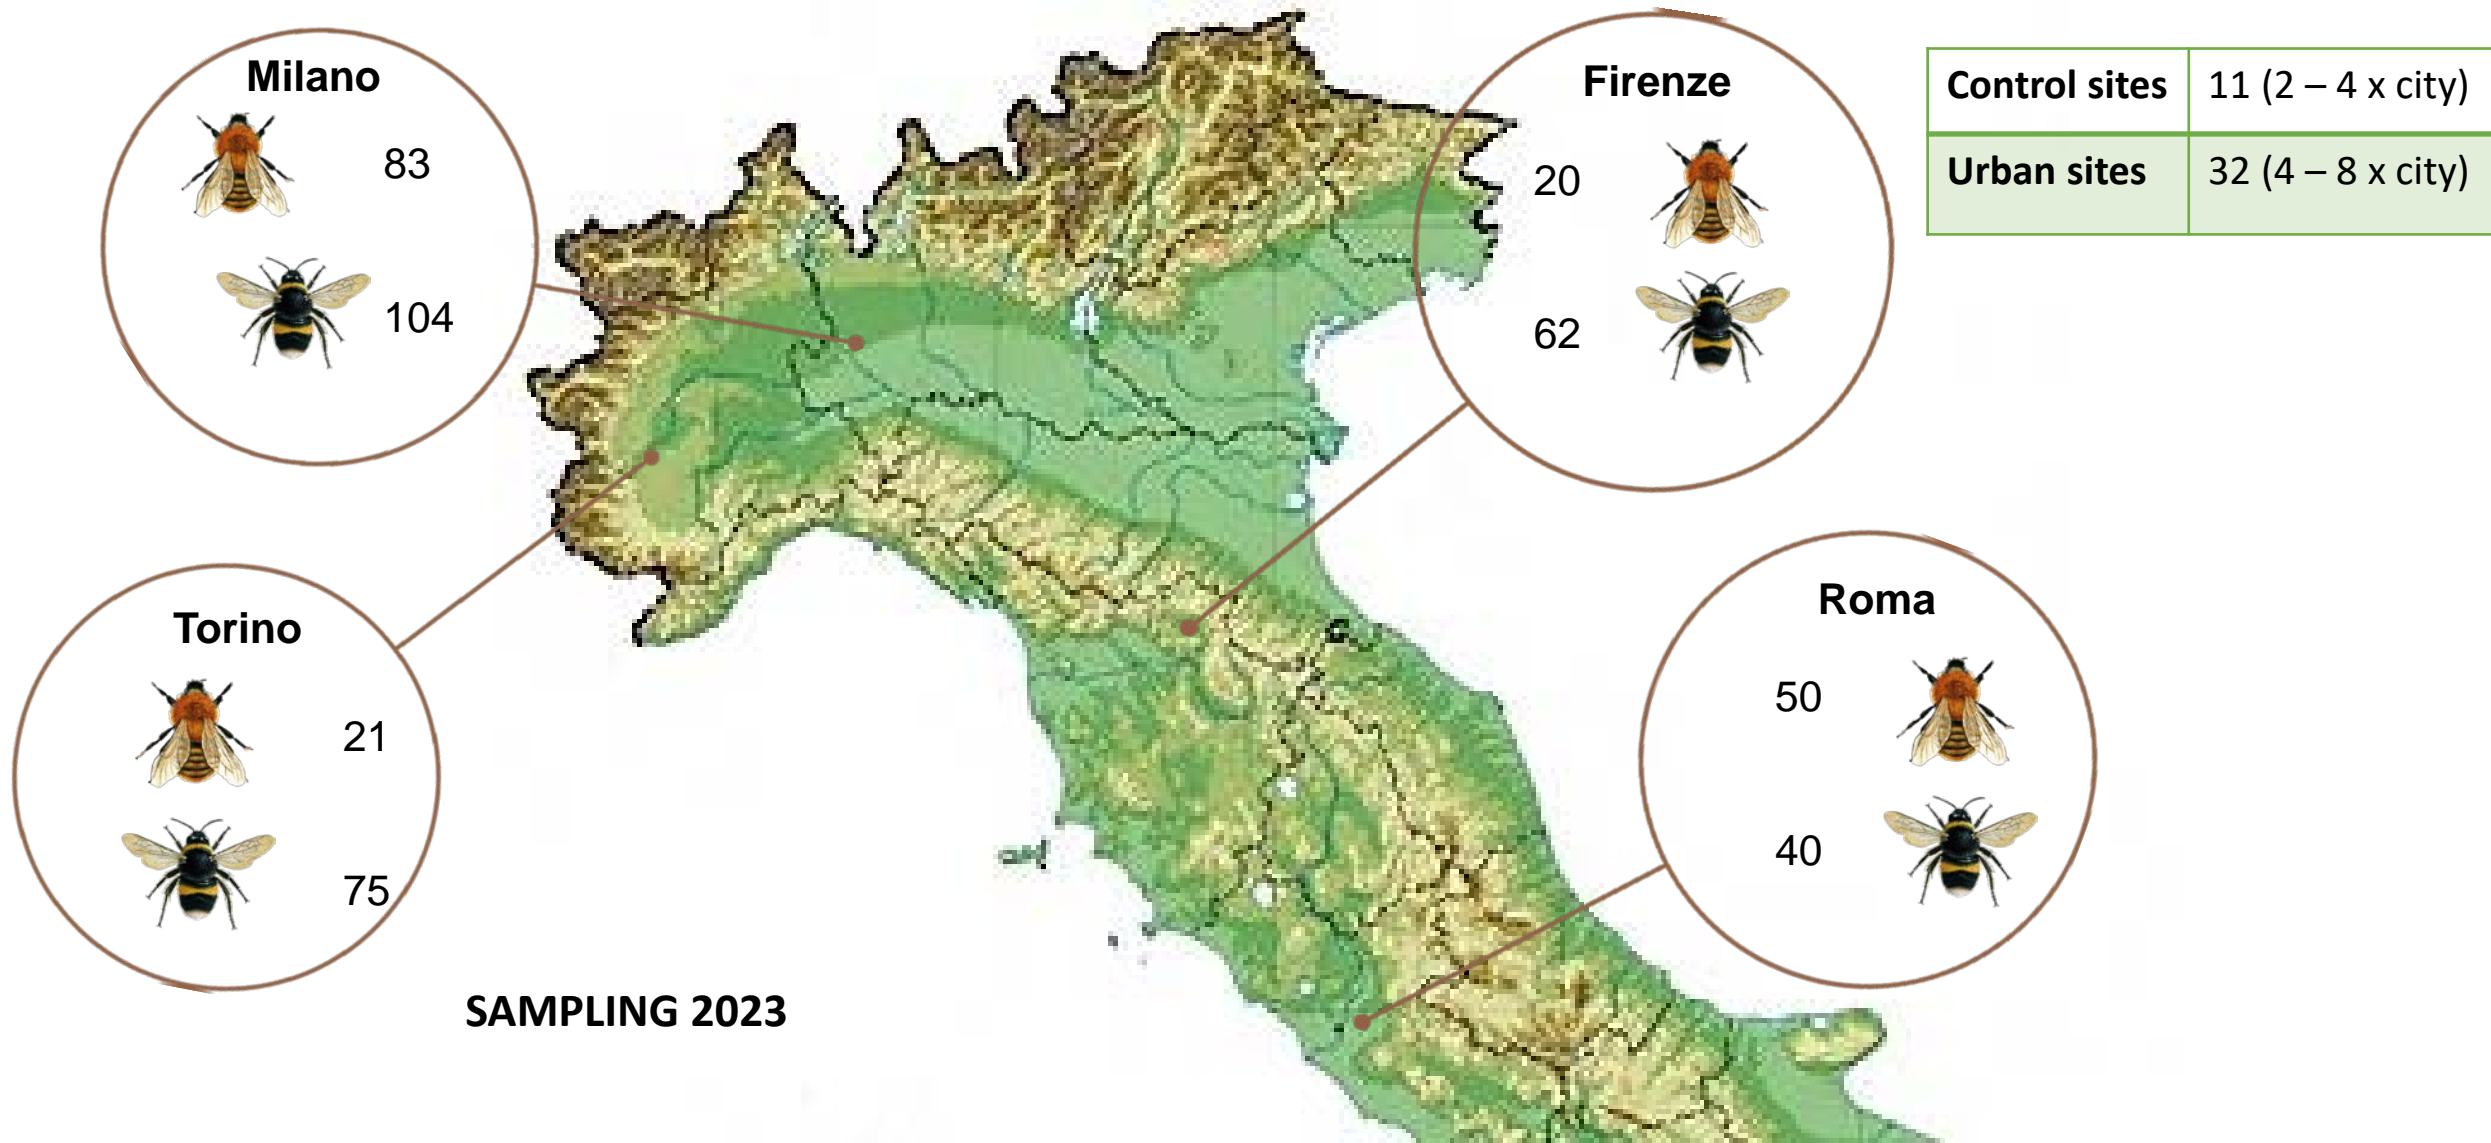 Milano
83
104
Firenze
20
62
Control sites 11 (2 – 4 x city)
Urban sites 32 (4 – 8 x city)
Torino
21
75
Roma
50
40
SAMPLING 2023